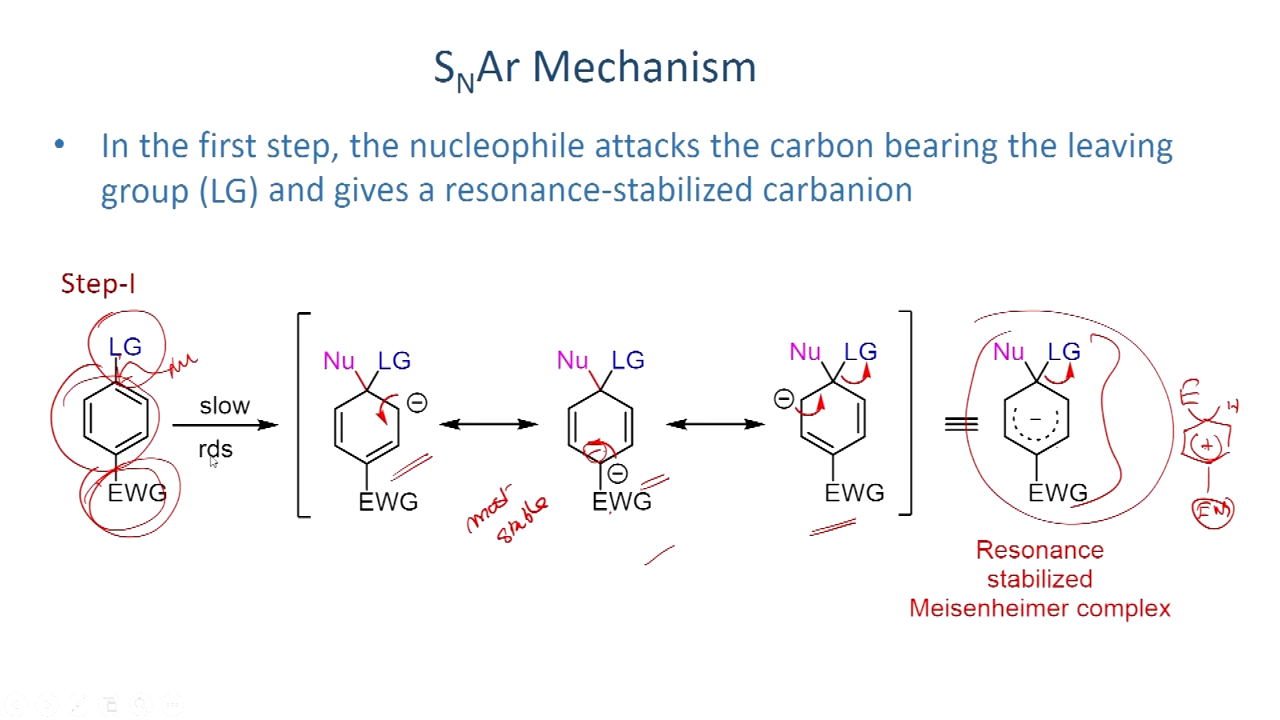 S_NAr Mechanism
• In the first step, the nucleophile attacks the carbon bearing the leaving
group (LG) and gives a resonance-stabilized carbanion
Step-I
LG
Nu
slow
rds
EWG
Nu LG
EWG
Nu LG
EWG
most
stable
Nu LG
EWG
Nu LG
EWG
E
Resonance
stabilized
Meisenheimer complex